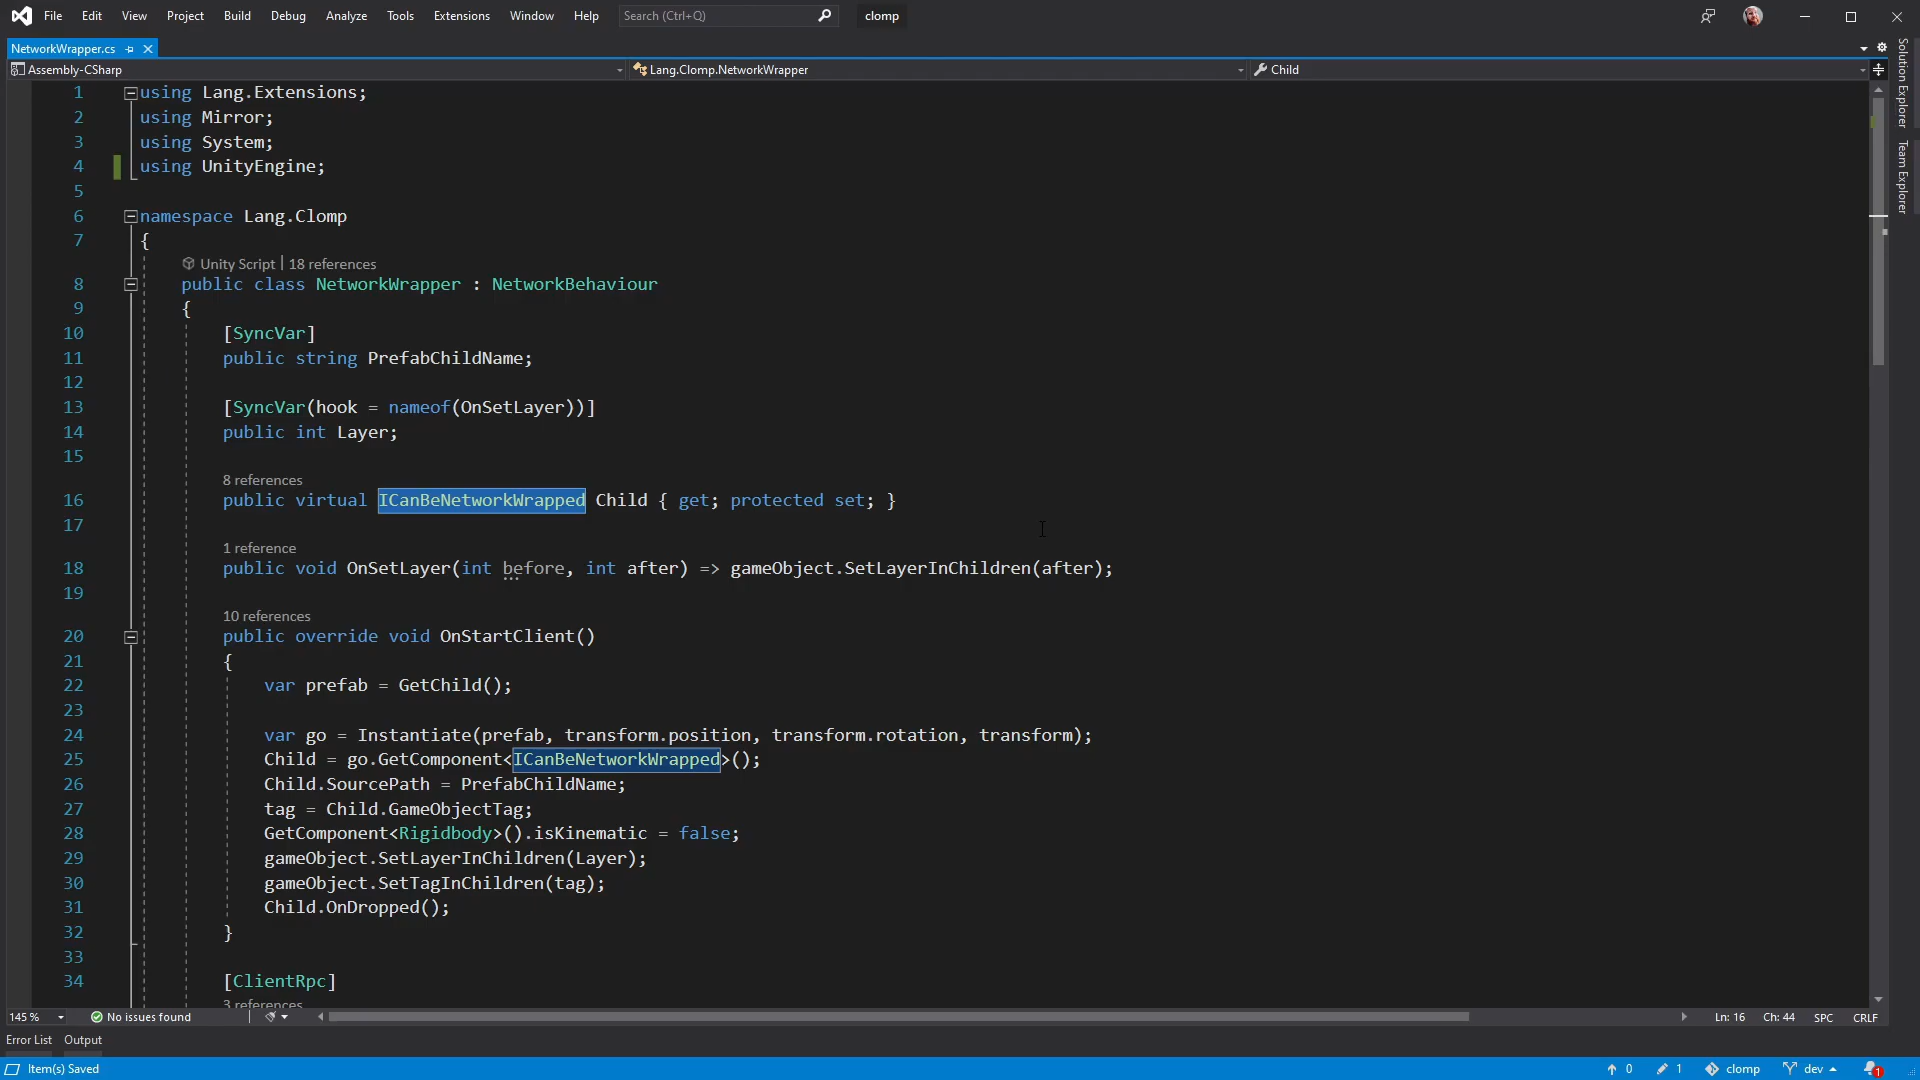 File Edit View Project Build Debug Analyze Tools Extensions Window Help Search (Ctrl+Q) clomp
NetworkWrapper.cs
Assembly-CSharp Lang.Clomp.NetworkWrapper Child
1 using Lang.Extensions;
2 using Mirror;
3 using System;
4 using UnityEngine;
5
6 namespace Lang.Clomp
7 {
Unity Script | 18 references
8 public class NetworkWrapper : NetworkBehaviour
9 {
10 [SyncVar]
11 public string PrefabChildName;
12
13 [SyncVar(hook = nameof(OnSetLayer))]
14 public int Layer;
15
8 references
16 public virtual ICanBeNetworkWrapped Child { get; protected set; }
17
1 reference
18 public void OnSetLayer(int before, int after) => gameObject.SetLayerInChildren(after);
19
10 references
20 public override void OnStartClient()
21 {
22 var prefab = GetChild();
23
24 var go = Instantiate(prefab, transform.position, transform.rotation, transform);
25 Child = go.GetComponent<ICanBeNetworkWrapped>();
26 Child.SourcePath = PrefabChildName;
27 tag = Child.GameObjectTag;
28 GetComponent<Rigidbody>().isKinematic = false;
29 gameObject.SetLayerInChildren(Layer);
30 gameObject.SetTagInChildren(tag);
31 Child.OnDropped();
32 }
33
34 [ClientRpc]
3 references
145 % No issues found Ln: 16 Ch: 44 SPC CRLF
Error List Output
Item(s) Saved 0 1 clomp dev 1
Solution Explorer
Team Explorer